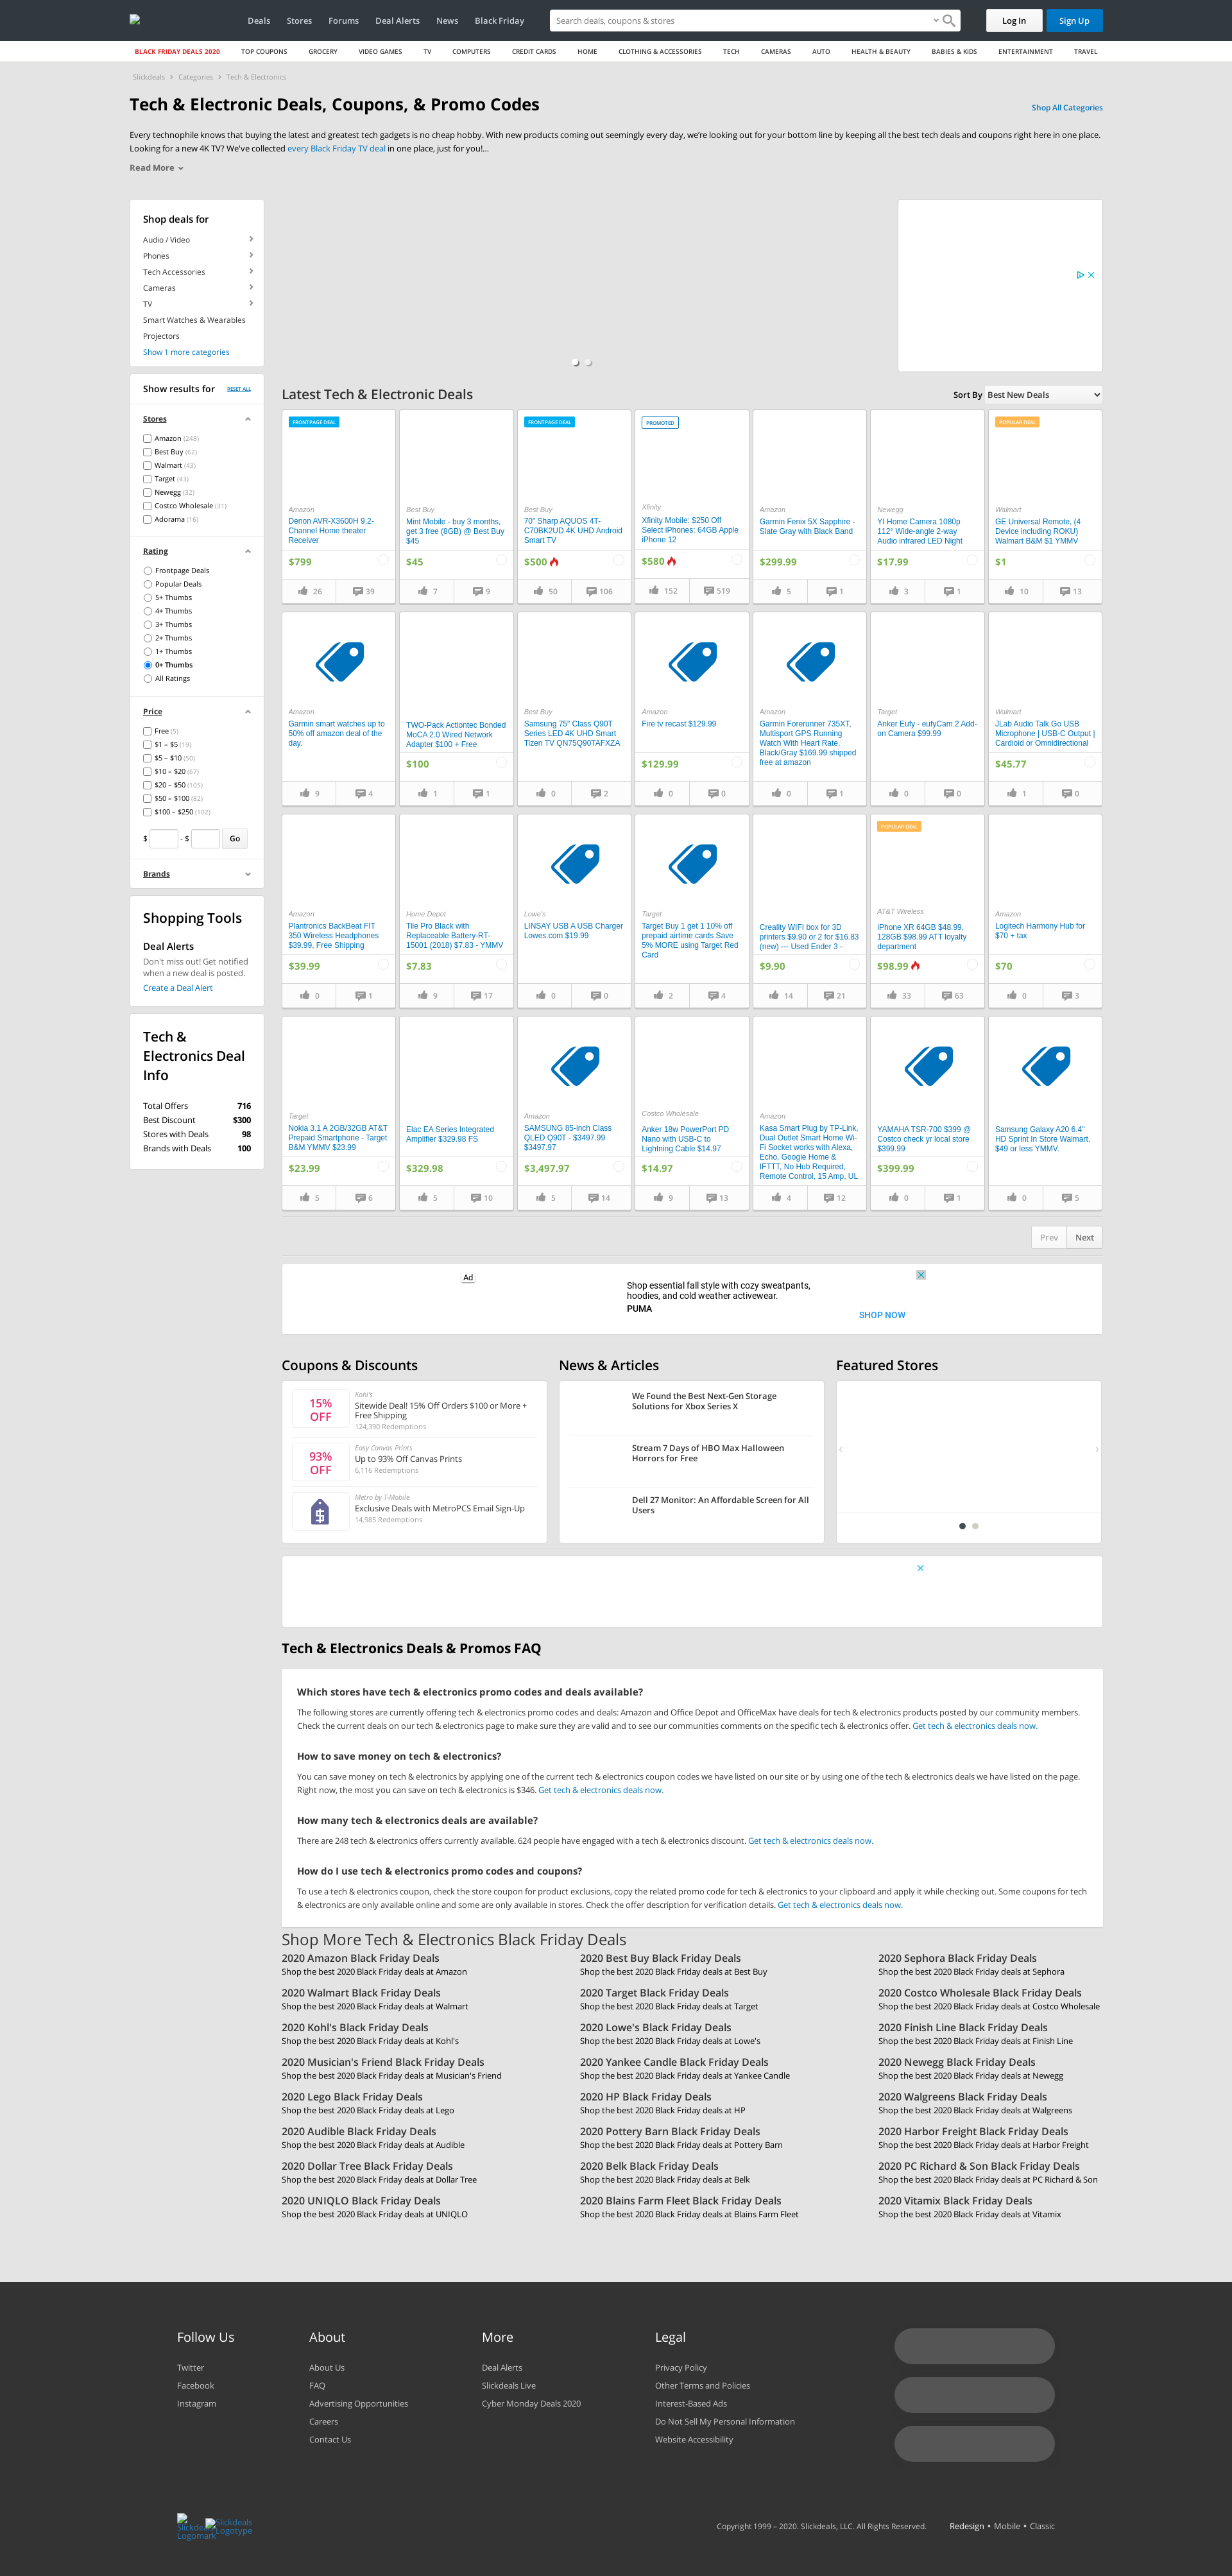 Deals Stores Forums Deal Alerts News Black Friday Search deals, coupons & stores Log In Sign Up
BLACK FRIDAY DEALS 2020 TOP COUPONS GROCERY VIDEO GAMES TV COMPUTERS CREDIT CARDS HOME CLOTHING & ACCESSORIES TECH CAMERAS AUTO HEALTH & BEAUTY BABIES & KIDS ENTERTAINMENT TRAVEL
Slickdeals > Categories > Tech & Electronics
Tech & Electronic Deals, Coupons, & Promo Codes
Shop All Categories
Every technophile knows that buying the latest and greatest tech gadgets is no cheap hobby. With new products coming out seemingly every day, we're looking out for your bottom line by keeping all the best tech deals and coupons right here in one place.
Looking for a new 4K TV? We've collected every Black Friday TV deal in one place, just for you!...
Read More
Shop deals for
Audio / Video
Phones
Tech Accessories
Cameras
TV
Smart Watches & Wearables
Projectors
Show 1 more categories
Show results for RESET ALL
Stores
Amazon (248)
Best Buy (62)
Walmart (43)
Target (43)
Newegg (32)
Costco Wholesale (31)
Adorama (16)
Rating
Frontpage Deals
Popular Deals
5+ Thumbs
4+ Thumbs
3+ Thumbs
2+ Thumbs
1+ Thumbs
0+ Thumbs
All Ratings
Price
Free (5)
$1 – $5 (19)
$5 – $10 (50)
$10 – $20 (67)
$20 – $50 (105)
$50 – $100 (82)
$100 – $250 (102)
$ - $ Go
Brands
Shopping Tools
Deal Alerts
Don't miss out! Get notified
when a new deal is posted.
Create a Deal Alert
Tech &
Electronics Deal
Info
Total Offers 716
Best Discount $300
Stores with Deals 98
Brands with Deals 100
Latest Tech & Electronic Deals
Sort By Best New Deals
FRONTPAGE DEAL
Amazon
Denon AVR-X3600H 9.2-
Channel Home theater
Receiver
$799
26 39
Best Buy
Mint Mobile - buy 3 months,
get 3 free (8GB) @ Best Buy
$45
$45
7 9
FRONTPAGE DEAL
Best Buy
70" Sharp AQUOS 4T-
C70BK2UD 4K UHD Android
Smart TV
$500
50 106
PROMOTED
Xfinity
Xfinity Mobile: $250 Off
Select iPhones: 64GB Apple
iPhone 12
$580
152 519
Amazon
Garmin Fenix 5X Sapphire -
Slate Gray with Black Band
$299.99
5 1
Newegg
YI Home Camera 1080p
112° Wide-angle 2-way
Audio infrared LED Night
$17.99
3 1
POPULAR DEAL
Walmart
GE Universal Remote, (4
Device including ROKU)
Walmart B&M $1 YMMV
$1
10 13
Amazon
Garmin smart watches up to
50% off amazon deal of the
day.
9 4
TWO-Pack Actiontec Bonded
MoCA 2.0 Wired Network
Adapter $100 + Free
$100
1 1
Best Buy
Samsung 75" Class Q90T
Series LED 4K UHD Smart
Tizen TV QN75Q90TAFXZA
0 2
Amazon
Fire tv recast $129.99
$129.99
0 0
Amazon
Garmin Forerunner 735XT,
Multisport GPS Running
Watch With Heart Rate,
Black/Gray $169.99 shipped
free at amazon
0 1
Target
Anker Eufy - eufyCam 2 Add-
on Camera $99.99
0 0
Walmart
JLab Audio Talk Go USB
Microphone | USB-C Output |
Cardioid or Omnidirectional
$45.77
1 0
Amazon
Plantronics BackBeat FIT
350 Wireless Headphones
$39.99, Free Shipping
$39.99
0 1
Home Depot
Tile Pro Black with
Replaceable Battery-RT-
15001 (2018) $7.83 - YMMV
$7.83
9 17
Lowe's
LINSAY USB A USB Charger
Lowes.com $19.99
0 0
Target
Target Buy 1 get 1 10% off
prepaid airtime cards Save
5% MORE using Target Red
Card
2 4
Creality WIFI box for 3D
printers $9.90 or 2 for $16.83
(new) --- Used Ender 3 -
$9.90
14 21
POPULAR DEAL
AT&T Wireless
iPhone XR 64GB $48.99,
128GB $98.99 ATT loyalty
department
$98.99
33 63
Amazon
Logitech Harmony Hub for
$70 + tax
$70
0 3
Target
Nokia 3.1 A 2GB/32GB AT&T
Prepaid Smartphone - Target
B&M YMMV $23.99
$23.99
5 6
Elac EA Series Integrated
Amplifier $329.98 FS
$329.98
5 10
Amazon
SAMSUNG 85-inch Class
QLED Q90T - $3497.99
$3497.97
$3,497.97
5 14
Costco Wholesale
Anker 18w PowerPort PD
Nano with USB-C to
Lightning Cable $14.97
$14.97
9 13
Amazon
Kasa Smart Plug by TP-Link,
Dual Outlet Smart Home Wi-
Fi Socket works with Alexa,
Echo, Google Home &
IFTTT, No Hub Required,
Remote Control, 15 Amp, UL
4 12
YAMAHA TSR-700 $399 @
Costco check yr local store
$399.99
$399.99
0 1
Samsung Galaxy A20 6.4"
HD Sprint In Store Walmart.
$49 or less YMMV.
0 5
Prev Next
Ad
Shop essential fall style with cozy sweatpants,
hoodies, and cold weather activewear.
PUMA
SHOP NOW
Coupons & Discounts
15%
OFF
Kohl's
Sitewide Deal! 15% Off Orders $100 or More +
Free Shipping
124,390 Redemptions
93%
OFF
Easy Canvas Prints
Up to 93% Off Canvas Prints
6,116 Redemptions
Metro by T-Mobile
Exclusive Deals with MetroPCS Email Sign-Up
14,985 Redemptions
News & Articles
We Found the Best Next-Gen Storage
Solutions for Xbox Series X
Stream 7 Days of HBO Max Halloween
Horrors for Free
Dell 27 Monitor: An Affordable Screen for All
Users
Featured Stores
Tech & Electronics Deals & Promos FAQ
Which stores have tech & electronics promo codes and deals available?
The following stores are currently offering tech & electronics promo codes and deals: Amazon and Office Depot and OfficeMax have deals for tech & electronics products posted by our community members.
Check the current deals on our tech & electronics page to make sure they are valid and to see our communities comments on the specific tech & electronics offer. Get tech & electronics deals now.
How to save money on tech & electronics?
You can save money on tech & electronics by applying one of the current tech & electronics coupon codes we have listed on our site or by using one of the tech & electronics deals we have listed on the page.
Right now, the most you can save on tech & electronics is $346. Get tech & electronics deals now.
How many tech & electronics deals are available?
There are 248 tech & electronics offers currently available. 624 people have engaged with a tech & electronics discount. Get tech & electronics deals now.
How do I use tech & electronics promo codes and coupons?
To use a tech & electronics coupon, check the store coupon for product exclusions, copy the related promo code for tech & electronics to your clipboard and apply it while checking out. Some coupons for tech
& electronics are only available online and some are only available in stores. Check the offer description for verification details. Get tech & electronics deals now.
Shop More Tech & Electronics Black Friday Deals
2020 Amazon Black Friday Deals
Shop the best 2020 Black Friday deals at Amazon
2020 Best Buy Black Friday Deals
Shop the best 2020 Black Friday deals at Best Buy
2020 Sephora Black Friday Deals
Shop the best 2020 Black Friday deals at Sephora
2020 Walmart Black Friday Deals
Shop the best 2020 Black Friday deals at Walmart
2020 Target Black Friday Deals
Shop the best 2020 Black Friday deals at Target
2020 Costco Wholesale Black Friday Deals
Shop the best 2020 Black Friday deals at Costco Wholesale
2020 Kohl's Black Friday Deals
Shop the best 2020 Black Friday deals at Kohl's
2020 Lowe's Black Friday Deals
Shop the best 2020 Black Friday deals at Lowe's
2020 Finish Line Black Friday Deals
Shop the best 2020 Black Friday deals at Finish Line
2020 Musician's Friend Black Friday Deals
Shop the best 2020 Black Friday deals at Musician's Friend
2020 Yankee Candle Black Friday Deals
Shop the best 2020 Black Friday deals at Yankee Candle
2020 Newegg Black Friday Deals
Shop the best 2020 Black Friday deals at Newegg
2020 Lego Black Friday Deals
Shop the best 2020 Black Friday deals at Lego
2020 HP Black Friday Deals
Shop the best 2020 Black Friday deals at HP
2020 Walgreens Black Friday Deals
Shop the best 2020 Black Friday deals at Walgreens
2020 Audible Black Friday Deals
Shop the best 2020 Black Friday deals at Audible
2020 Pottery Barn Black Friday Deals
Shop the best 2020 Black Friday deals at Pottery Barn
2020 Harbor Freight Black Friday Deals
Shop the best 2020 Black Friday deals at Harbor Freight
2020 Dollar Tree Black Friday Deals
Shop the best 2020 Black Friday deals at Dollar Tree
2020 Belk Black Friday Deals
Shop the best 2020 Black Friday deals at Belk
2020 PC Richard & Son Black Friday Deals
Shop the best 2020 Black Friday deals at PC Richard & Son
2020 UNIQLO Black Friday Deals
Shop the best 2020 Black Friday deals at UNIQLO
2020 Blains Farm Fleet Black Friday Deals
Shop the best 2020 Black Friday deals at Blains Farm Fleet
2020 Vitamix Black Friday Deals
Shop the best 2020 Black Friday deals at Vitamix
Follow Us
Twitter
Facebook
Instagram
About
About Us
FAQ
Advertising Opportunities
Careers
Contact Us
More
Deal Alerts
Slickdeals Live
Cyber Monday Deals 2020
Legal
Privacy Policy
Other Terms and Policies
Interest-Based Ads
Do Not Sell My Personal Information
Website Accessibility
Slickdeals
Logomark
Slickdeals
Logotype
Copyright 1999 – 2020. Slickdeals, LLC. All Rights Reserved. Redesign • Mobile • Classic